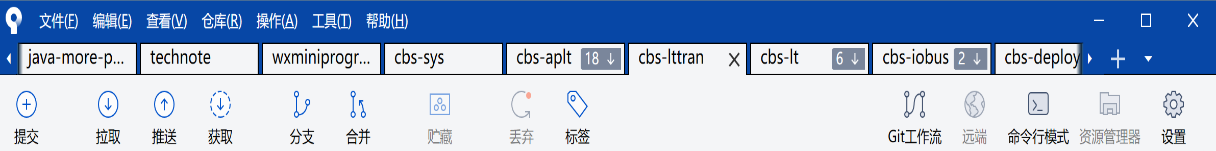 文件(F) 编辑(E) 查看(V) 仓库(R) 操作(A) 工具(T) 帮助(H)
java-more-p... technote wxminiprogr... cbs-sys cbs-aplt 18 cbs-lttran cbs-lt 6 cbs-iobus 2 cbs-deploy
提交 拉取 推送 获取 分支 合并 贮藏 丢弃 标签 Git工作流 远端 命令行模式 资源管理器 设置